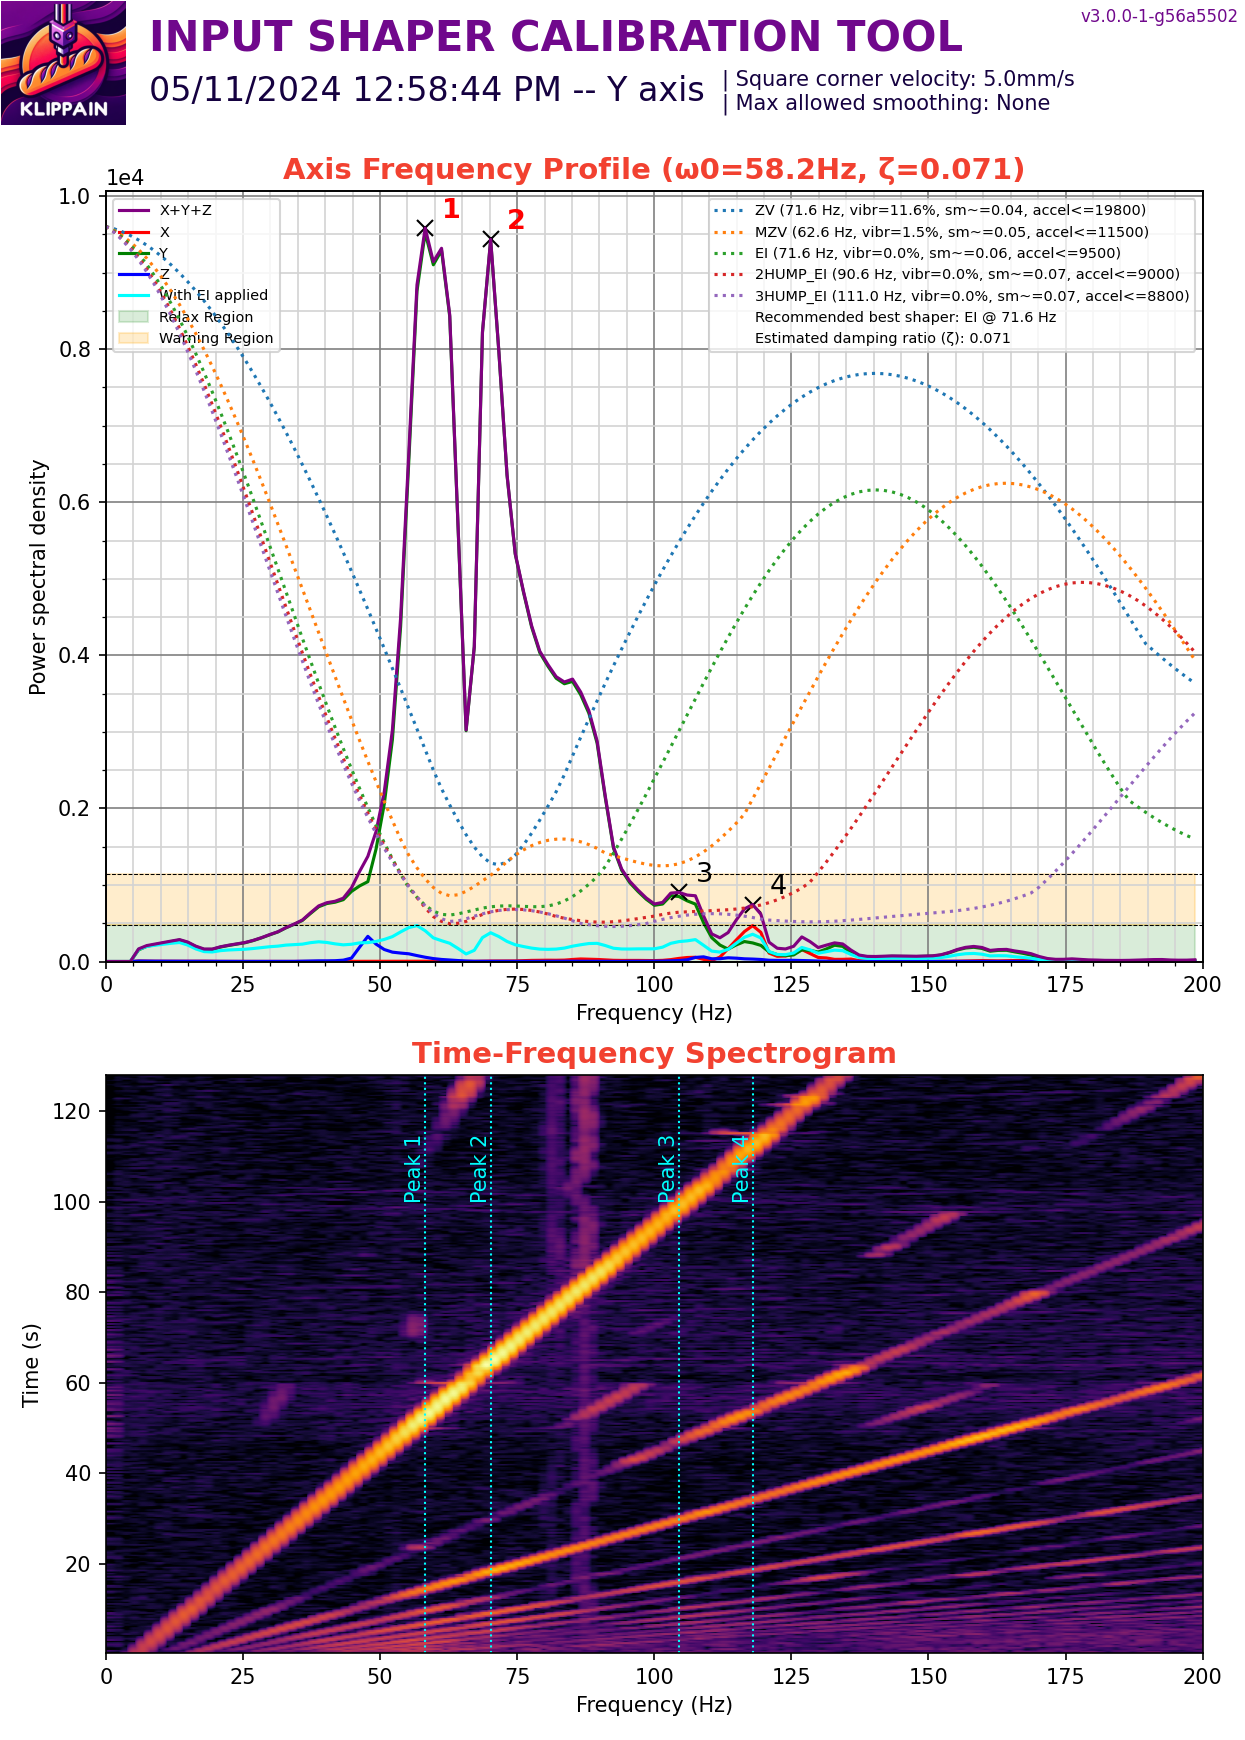 v3.0.0-1-g56a5502
INPUT SHAPER CALIBRATION TOOL
05/11/2024 12:58:44 PM -- Y axis
| Square corner velocity: 5.0mm/s
| Max allowed smoothing: None
KLIPPAIN
Axis Frequency Profile (ω0=58.2Hz, ζ=0.071)
1e4
1.0
0.8
0.6
0.4
0.2
0.0
Power spectral density
X+Y+Z
X
Y
Z
With EI applied
Relax Region
Warning Region
1
2
3
4
ZV (71.6 Hz, vibr=11.6%, sm~=0.04, accel<=19800)
MZV (62.6 Hz, vibr=1.5%, sm~=0.05, accel<=11500)
EI (71.6 Hz, vibr=0.0%, sm~=0.06, accel<=9500)
2HUMP_EI (90.6 Hz, vibr=0.0%, sm~=0.07, accel<=9000)
3HUMP_EI (111.0 Hz, vibr=0.0%, sm~=0.07, accel<=8800)
Recommended best shaper: EI @ 71.6 Hz
Estimated damping ratio (ζ): 0.071
0 25 50 75 100 125 150 175 200
Frequency (Hz)
Time-Frequency Spectrogram
120
100
80
60
40
20
Time (s)
Peak 1
Peak 2
Peak 3
Peak 4
0 25 50 75 100 125 150 175 200
Frequency (Hz)